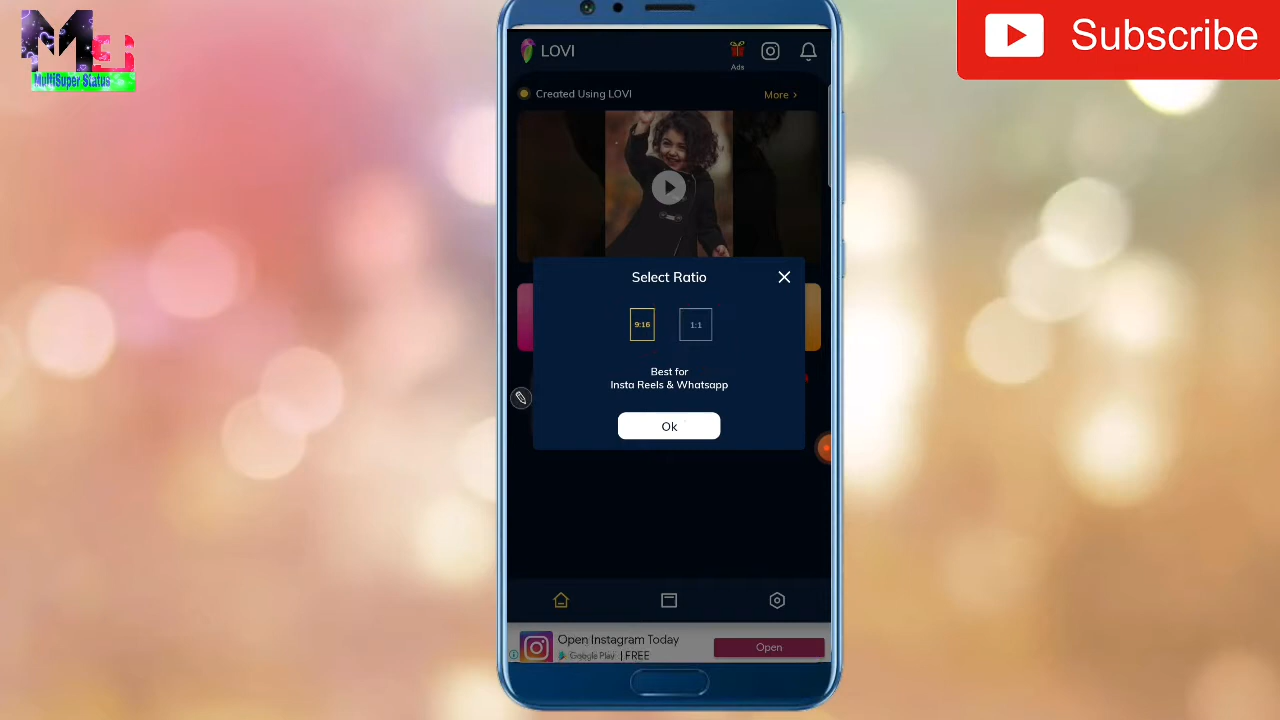 MS
MultiSuper Status
Subscribe
LOVI
Ads
Created Using LOVI
More >
Select Ratio
9:16
1:1
Best for
Insta Reels & Whatsapp
Ok
Open Instagram Today
Google Play | FREE
Open